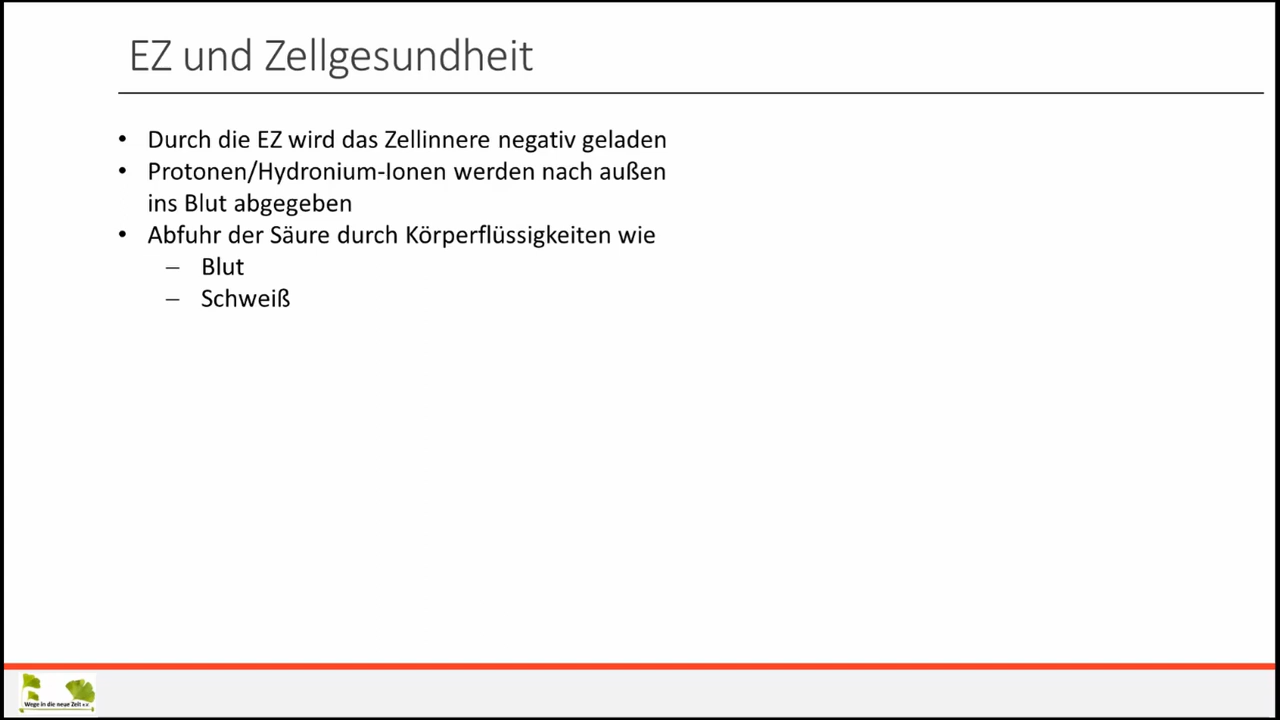 EZ und Zellgesundheit
• Durch die EZ wird das Zellinnere negativ geladen
• Protonen/Hydronium-Ionen werden nach außen
ins Blut abgegeben
• Abfuhr der Säure durch Körperflüssigkeiten wie
– Blut
– Schweiß
Wege in die neue Zeit e.V.